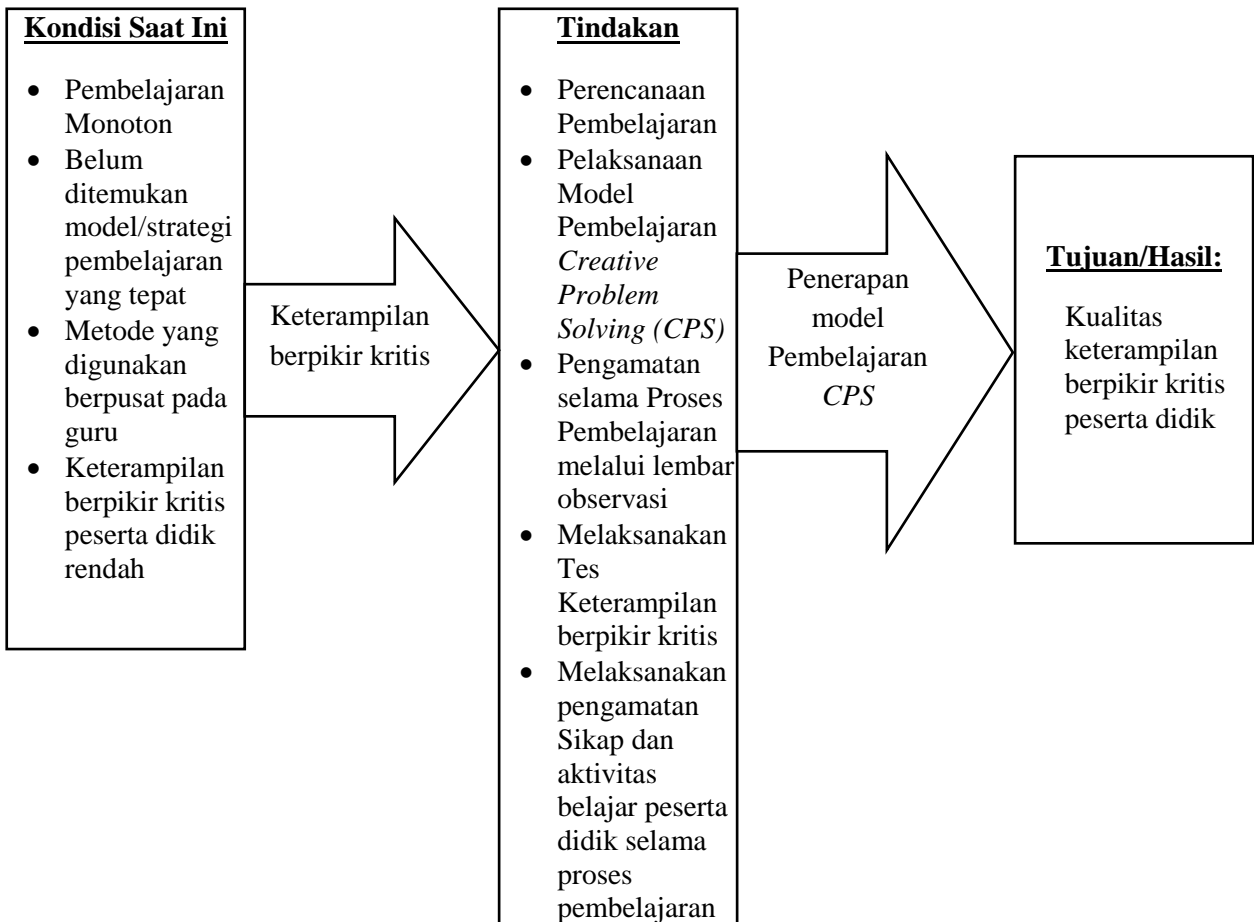 Kondisi Saat Ini
• Pembelajaran
Monoton
• Belum
ditemukan
model/strategi
pembelajaran
yang tepat
• Metode yang
digunakan
berpusat pada
guru
• Keterampilan
berpikir kritis
peserta didik
rendah
Keterampilan
berpikir kritis
Tindakan
• Perencanaan
Pembelajaran
• Pelaksanaan
Model
Pembelajaran
Creative
Problem
Solving (CPS)
• Pengamatan
selama Proses
Pembelajaran
melalui lembar
observasi
• Melaksanakan
Tes
Keterampilan
berpikir kritis
• Melaksanakan
pengamatan
Sikap dan
aktivitas
belajar peserta
didik selama
proses
pembelajaran
Penerapan
model
Pembelajaran
CPS
Tujuan/Hasil:
Kualitas
keterampilan
berpikir kritis
peserta didik